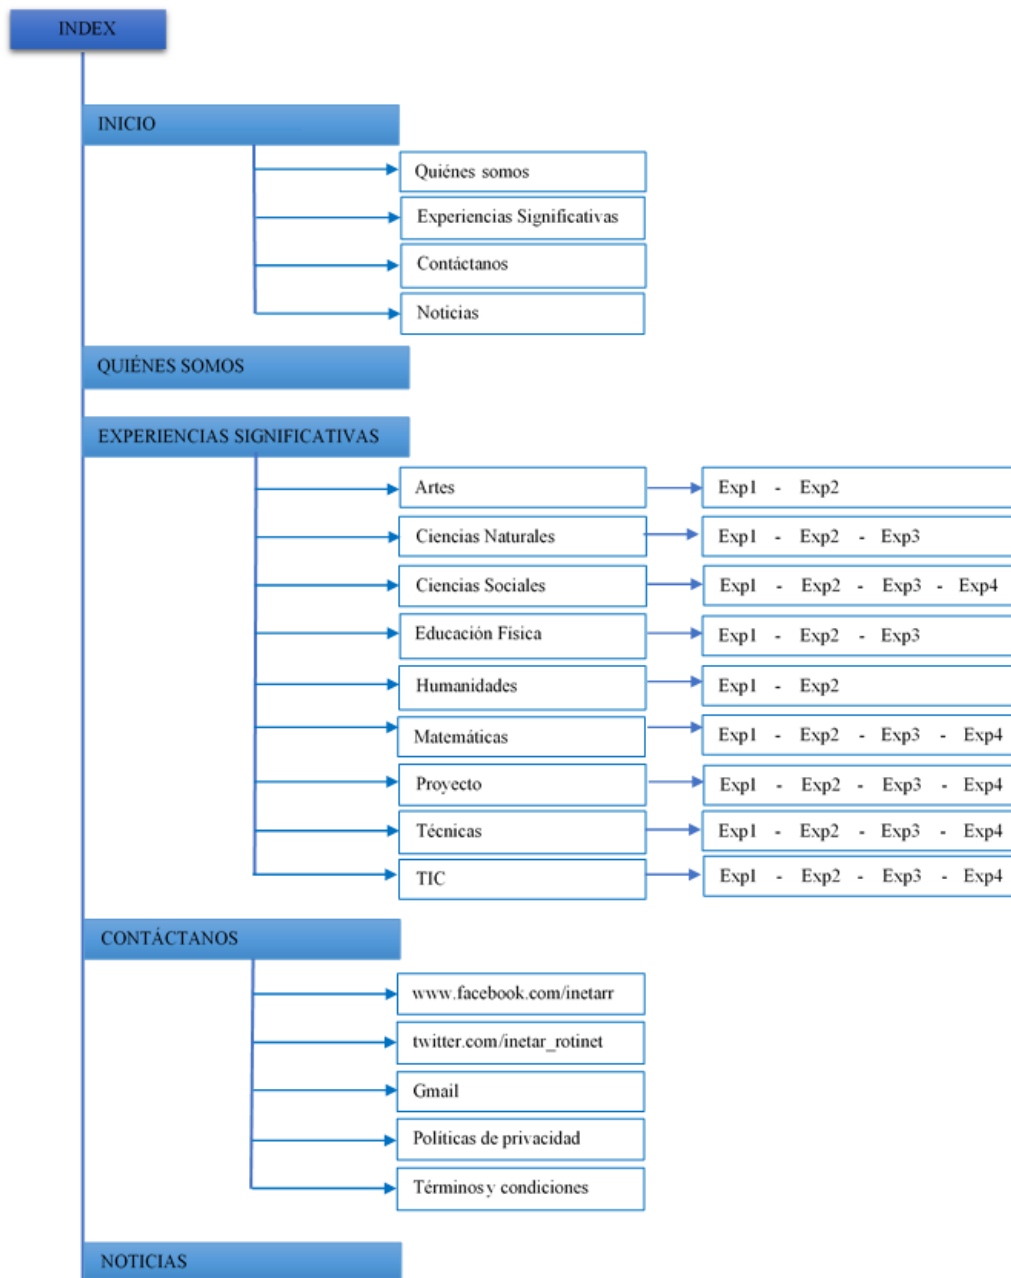 INDEX
INICIO
Quiénes somos
Experiencias Significativas
Contáctanos
Noticias
QUIÉNES SOMOS
EXPERIENCIAS SIGNIFICATIVAS
Artes
Exp1 - Exp2
Ciencias Naturales
Exp1 - Exp2 - Exp3
Ciencias Sociales
Exp1 - Exp2 - Exp3 - Exp4
Educación Física
Exp1 - Exp2 - Exp3
Humanidades
Exp1 - Exp2
Matemáticas
Exp1 - Exp2 - Exp3 - Exp4
Proyecto
Exp1 - Exp2 - Exp3 - Exp4
Técnicas
Exp1 - Exp2 - Exp3 - Exp4
TIC
Exp1 - Exp2 - Exp3 - Exp4
CONTÁCTANOS
www.facebook.com/inetarr
twitter.com/inetar_rotinet
Gmail
Políticas de privacidad
Términos y condiciones
NOTICIAS